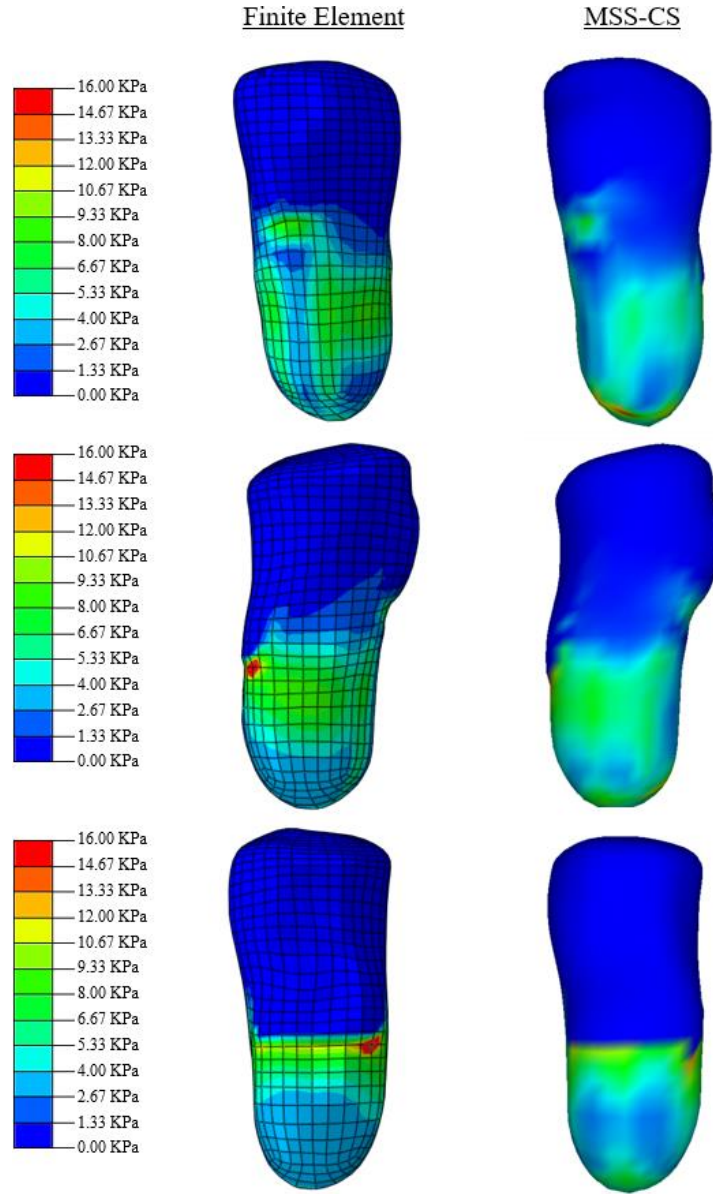 Finite Element MSS-CS
16.00 KPa
14.67 KPa
13.33 KPa
12.00 KPa
10.67 KPa
9.33 KPa
8.00 KPa
6.67 KPa
5.33 KPa
4.00 KPa
2.67 KPa
1.33 KPa
0.00 KPa
16.00 KPa
14.67 KPa
13.33 KPa
12.00 KPa
10.67 KPa
9.33 KPa
8.00 KPa
6.67 KPa
5.33 KPa
4.00 KPa
2.67 KPa
1.33 KPa
0.00 KPa
16.00 KPa
14.67 KPa
13.33 KPa
12.00 KPa
10.67 KPa
9.33 KPa
8.00 KPa
6.67 KPa
5.33 KPa
4.00 KPa
2.67 KPa
1.33 KPa
0.00 KPa